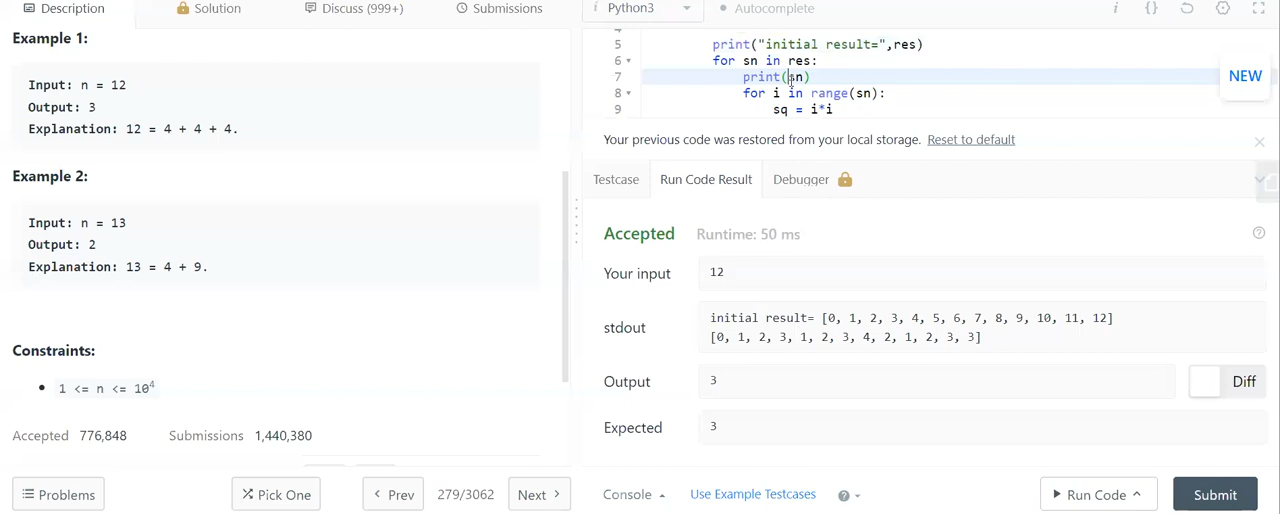 Description
Solution
Discuss (999+)
Submissions
Example 1:
Input: n = 12
Output: 3
Explanation: 12 = 4 + 4 + 4.
Example 2:
Input: n = 13
Output: 2
Explanation: 13 = 4 + 9.
Constraints:
1 <= n <= 10⁴
Accepted 776,848 Submissions 1,440,380
Problems
Pick One
Prev
279/3062
Next
i Python3
Autocomplete
i {}
5 print("initial result=",res)
6 for sn in res:
7 print(sn)
8 for i in range(sn):
9 sq = i*i
NEW
Your previous code was restored from your local storage. Reset to default
Testcase Run Code Result Debugger
Accepted Runtime: 50 ms
Your input 12
stdout
initial result= [0, 1, 2, 3, 4, 5, 6, 7, 8, 9, 10, 11, 12]
[0, 1, 2, 3, 1, 2, 3, 4, 2, 1, 2, 3, 3]
Output 3 Diff
Expected 3
Console Use Example Testcases ? Run Code Submit